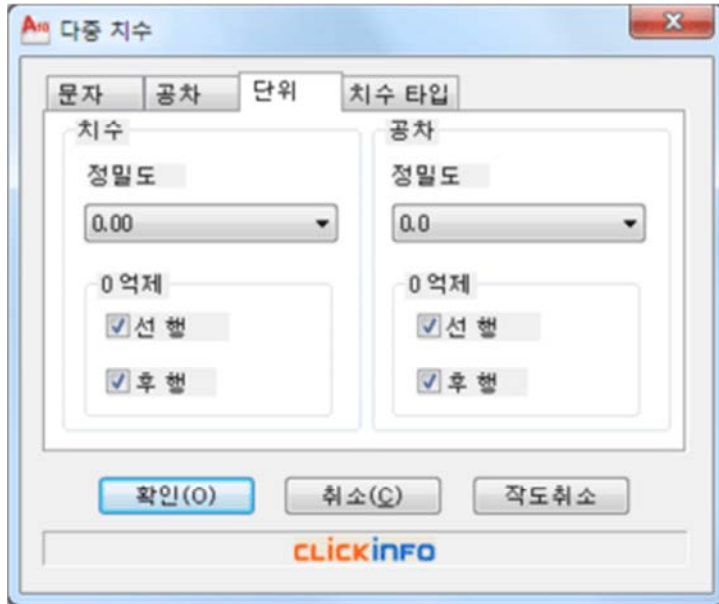 다중 치수
문자 공차 단위 치수 타입
치수 공차
정밀도 정밀도
0.00 0.0
0 억제 0 억제
선 행 선 행
후 행 후 행
확인(O) 취소(C) 작도취소
CLiCKiNFO